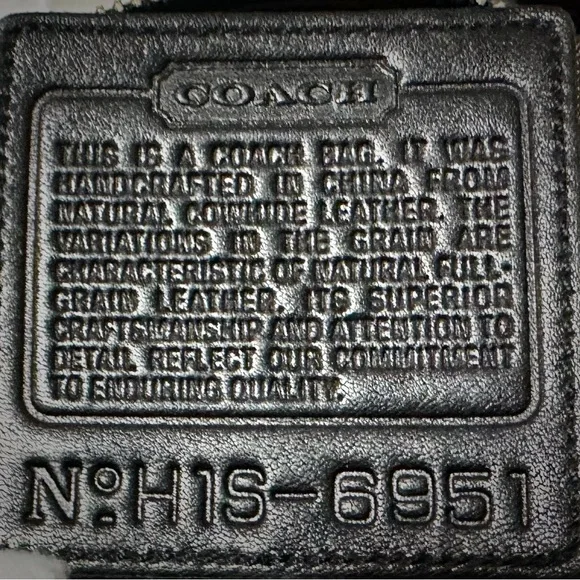 COACH
THIS IS A COACH BAG. IT WAS
HANDCRAFTED IN CHINA FROM
NATURAL COWHIDE LEATHER. THE
VARIATIONS IN THE GRAIN ARE
CHARACTERISTIC OF NATURAL FULL-
GRAIN LEATHER. ITS SUPERIOR
CRAFTSMANSHIP AND ATTENTION TO
DETAIL REFLECT OUR COMMITMENT
TO ENDURING QUALITY.
Nº:H1S-6951